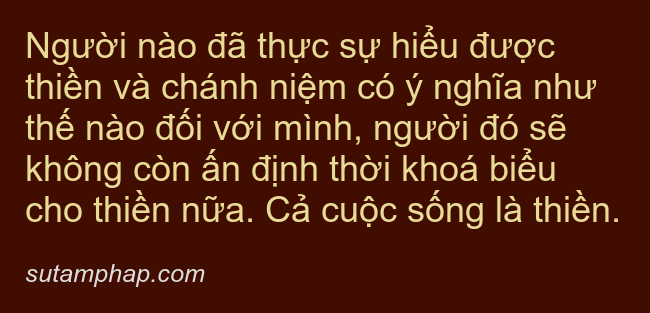 Người nào đã thực sự hiểu được
thiền và chánh niệm có ý nghĩa như
thế nào đối với mình, người đó sẽ
không còn ấn định thời khoá biểu
cho thiền nữa. Cả cuộc sống là thiền.
sutamphap.com